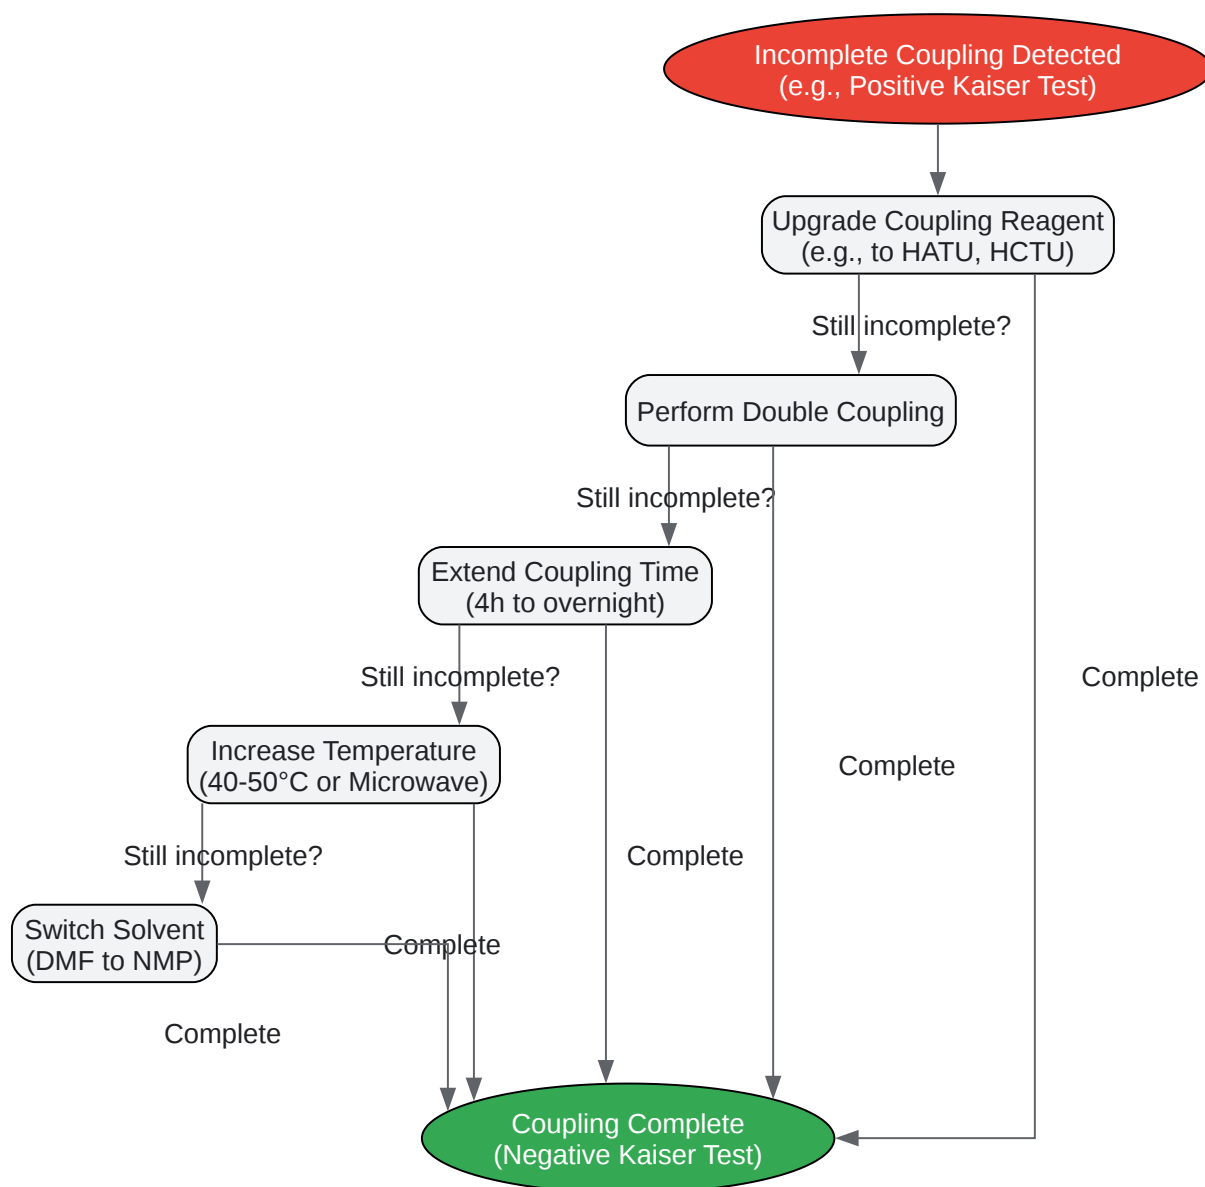 Incomplete Coupling Detected
(e.g., Positive Kaiser Test)
Upgrade Coupling Reagent
(e.g., to HATU, HCTU)
Still incomplete?
Perform Double Coupling
Still incomplete?
Extend Coupling Time
(4h to overnight)
Still incomplete?
Complete
Increase Temperature
(40-50°C or Microwave)
Complete
Still incomplete?
Complete
Switch Solvent
(DMF to NMP)
Complete
Complete
Coupling Complete
(Negative Kaiser Test)